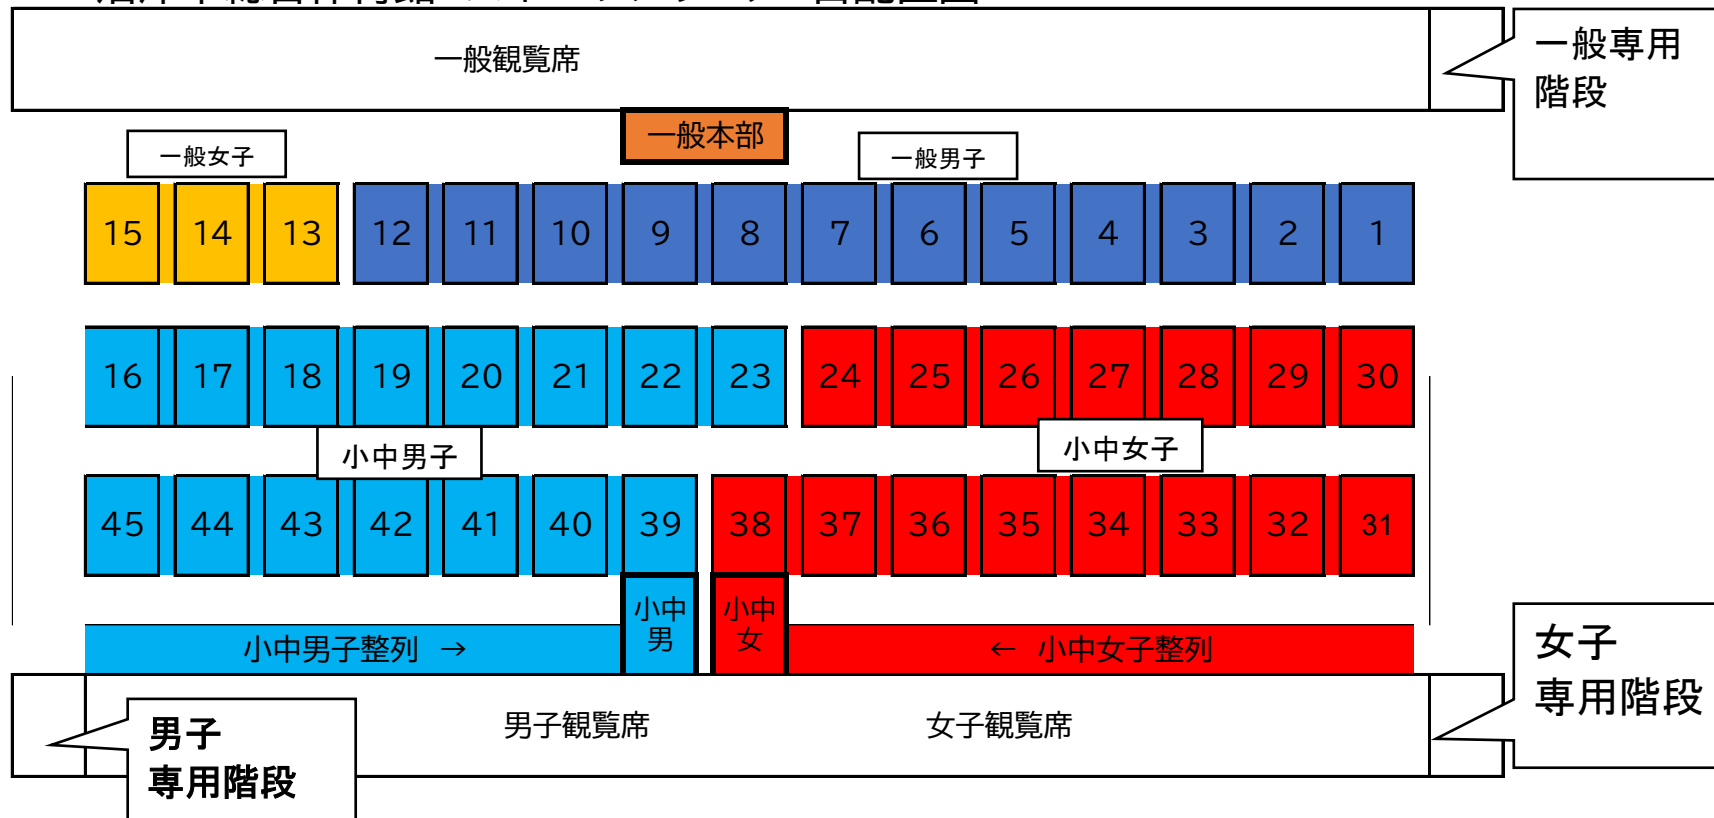 一般観覧席
一般専用
階段
一般本部
一般女子
一般男子
15 14 13 12 11 10 9 8 7 6 5 4 3 2 1
16 17 18 19 20 21 22 23 24 25 26 27 28 29 30
小中男子
小中女子
45 44 43 42 41 40 39 38 37 36 35 34 33 32 31
小中
男
小中
女
小中男子整列 →
← 小中女子整列
女子
専用階段
男子観覧席
女子観覧席
男子
専用階段